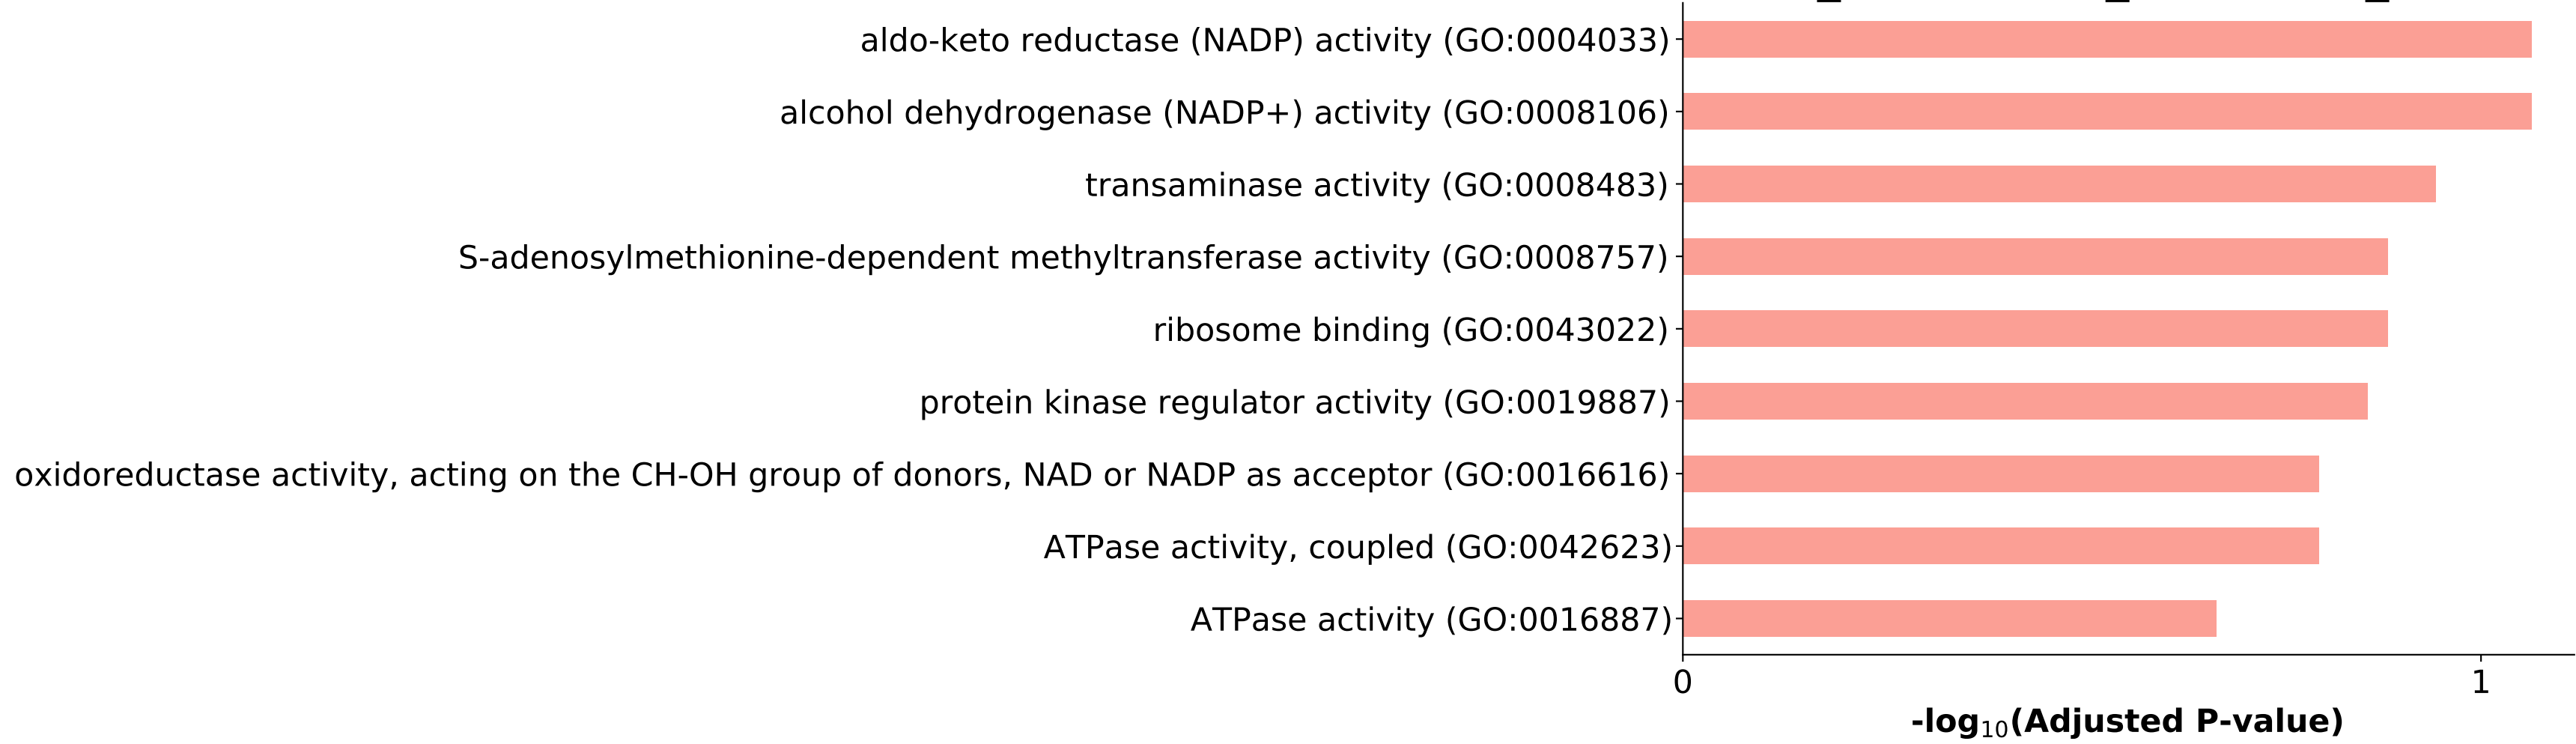 aldo-keto reductase (NADP) activity (GO:0004033)
alcohol dehydrogenase (NADP+) activity (GO:0008106)
transaminase activity (GO:0008483)
S-adenosylmethionine-dependent methyltransferase activity (GO:0008757)
ribosome binding (GO:0043022)
protein kinase regulator activity (GO:0019887)
oxidoreductase activity, acting on the CH-OH group of donors, NAD or NADP as acceptor (GO:0016616)
ATPase activity, coupled (GO:0042623)
ATPase activity (GO:0016887)
0 1
-log₁₀(Adjusted P-value)